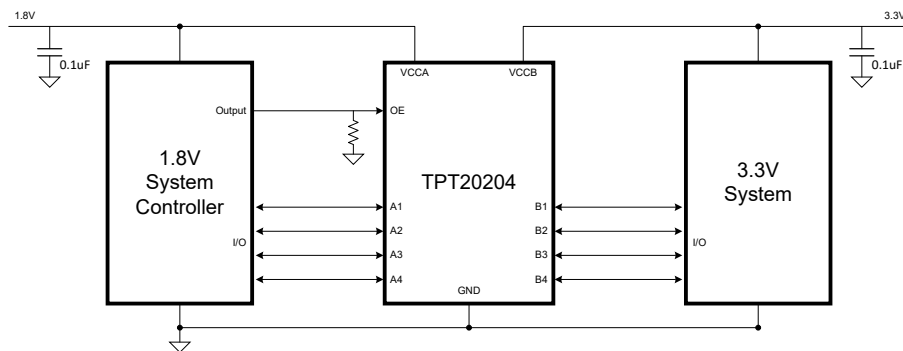 1.8V
3.3V
0.1uF
0.1uF
VCCA
VCCB
Output
OE
1.8V
System
Controller
TPT20204
3.3V
System
A1
B1
A2
B2
I/O
I/O
A3
B3
A4
B4
GND